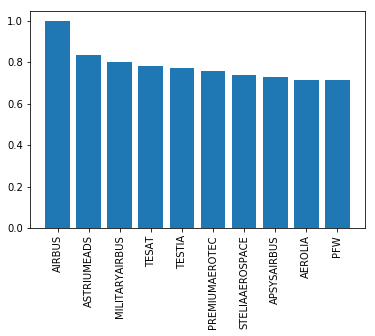 1.0
0.8
0.6
0.4
0.2
0.0
AIRBUS
ASTRIUMEADS
MILITARYAIRBUS
TESAT
TESTIA
PREMIUMAEROTEC
STELIAAEROSPACE
APSYSAIRBUS
AEROLIA
PFW